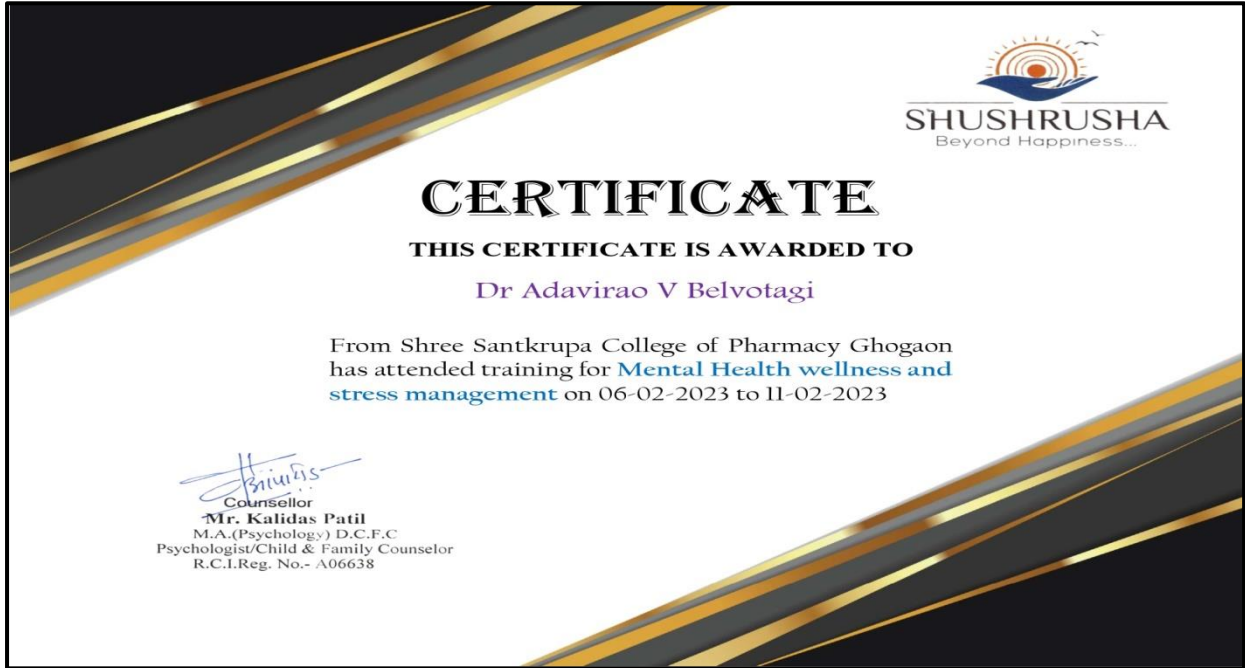 SHUSHRUSHA
Beyond Happiness...
CERTIFICATE
THIS CERTIFICATE IS AWARDED TO
Dr Adavirao V Belvotagi
From Shree Santkrupa College of Pharmacy Ghogaon
has attended training for Mental Health wellness and
stress management on 06-02-2023 to 11-02-2023
Counsellor
Mr. Kalidas Patil
M.A.(Psychology) D.C.F.C
Psychologist/Child & Family Counselor
R.C.I.Reg. No.- A06638